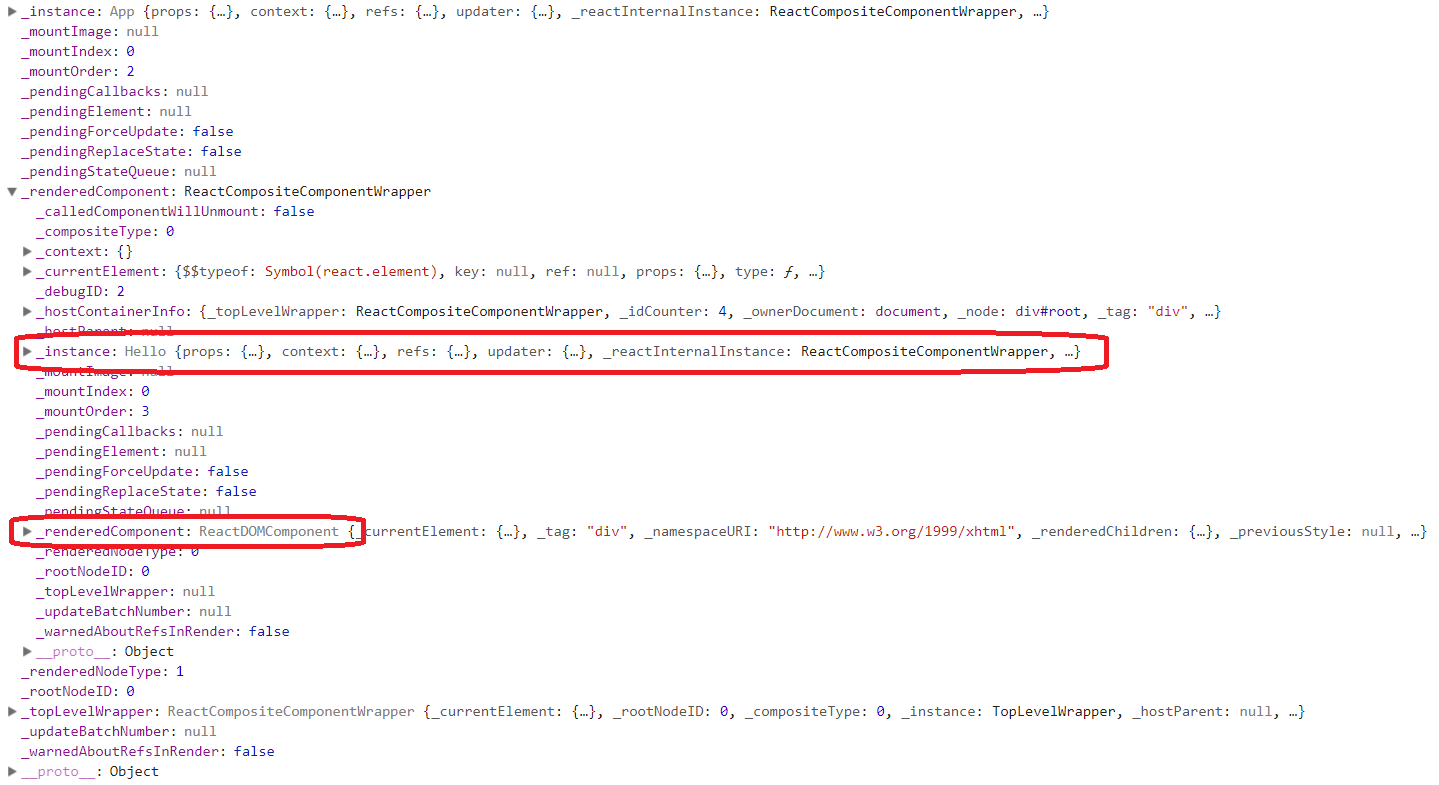 ▶ _instance: App {props: {…}, context: {…}, refs: {…}, updater: {…}, _reactInternalInstance: ReactCompositeComponentWrapper, …}
_mountImage: null
_mountIndex: 0
_mountOrder: 2
_pendingCallbacks: null
_pendingElement: null
_pendingForceUpdate: false
_pendingReplaceState: false
_pendingStateQueue: null
▼ _renderedComponent: ReactCompositeComponentWrapper
_calledComponentWillUnmount: false
_compositeType: 0
▶ _context: {}
▶ _currentElement: {$$typeof: Symbol(react.element), key: null, ref: null, props: {…}, type: ƒ, …}
_debugID: 2
▶ _hostContainerInfo: {_topLevelWrapper: ReactCompositeComponentWrapper, _idCounter: 4, _ownerDocument: document, _node: div#root, _tag: "div", …}
_hostParent: null
▶ _instance: Hello {props: {…}, context: {…}, refs: {…}, updater: {…}, _reactInternalInstance: ReactCompositeComponentWrapper, …}
_mountImage: null
_mountIndex: 0
_mountOrder: 3
_pendingCallbacks: null
_pendingElement: null
_pendingForceUpdate: false
_pendingReplaceState: false
_pendingStateQueue: null
▶ _renderedComponent: ReactDOMComponent {_currentElement: {…}, _tag: "div", _namespaceURI: "http://www.w3.org/1999/xhtml", _renderedChildren: {…}, _previousStyle: null, …}
_renderedNodeType: 0
_rootNodeID: 0
_topLevelWrapper: null
_updateBatchNumber: null
_warnedAboutRefsInRender: false
▶ __proto__: Object
_renderedNodeType: 1
_rootNodeID: 0
▶ _topLevelWrapper: ReactCompositeComponentWrapper {_currentElement: {…}, _rootNodeID: 0, _compositeType: 0, _instance: TopLevelWrapper, _hostParent: null, …}
_updateBatchNumber: null
_warnedAboutRefsInRender: false
▶ __proto__: Object